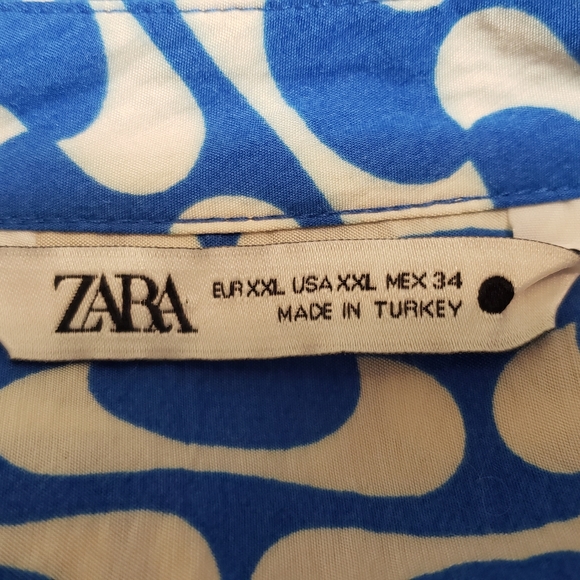 ZARA
EUR XXL USA XXL MEX 34
MADE IN TURKEY